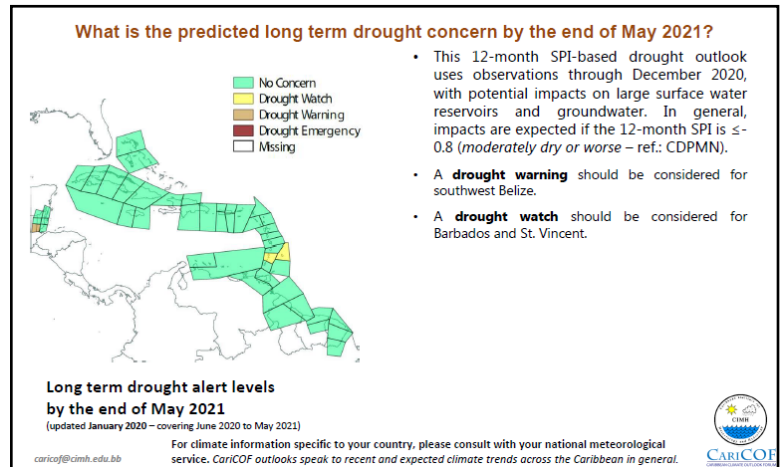 What is the predicted long term drought concern by the end of May 2021?
No Concern
Drought Watch
Drought Warning
Drought Emergency
Missing
• This 12-month SPI-based drought outlook
uses observations through December 2020,
with potential impacts on large surface water
reservoirs and groundwater. In general,
impacts are expected if the 12-month SPI is ≤-
0.8 (moderately dry or worse – ref.: CDPMN).
• A drought warning should be considered for
southwest Belize.
• A drought watch should be considered for
Barbados and St. Vincent.
Long term drought alert levels
by the end of May 2021
(updated January 2020 – covering June 2020 to May 2021)
For climate information specific to your country, please consult with your national meteorological
service. CariCOF outlooks speak to recent and expected climate trends across the Caribbean in general.
caricof@cimh.edu.bb
CIMH
CARICOF
CARIBBEAN CLIMATE OUTLOOK FORUM